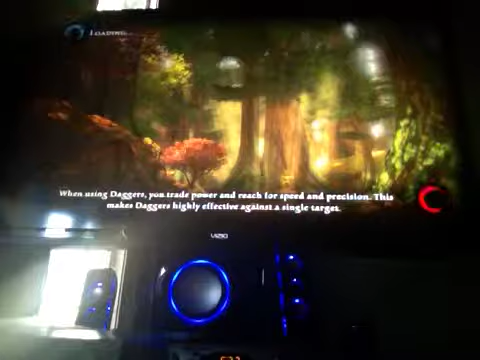 LOADING...
When using Daggers, you trade power and reach for speed and precision. This
makes Daggers highly effective against a single target.
VIZIO